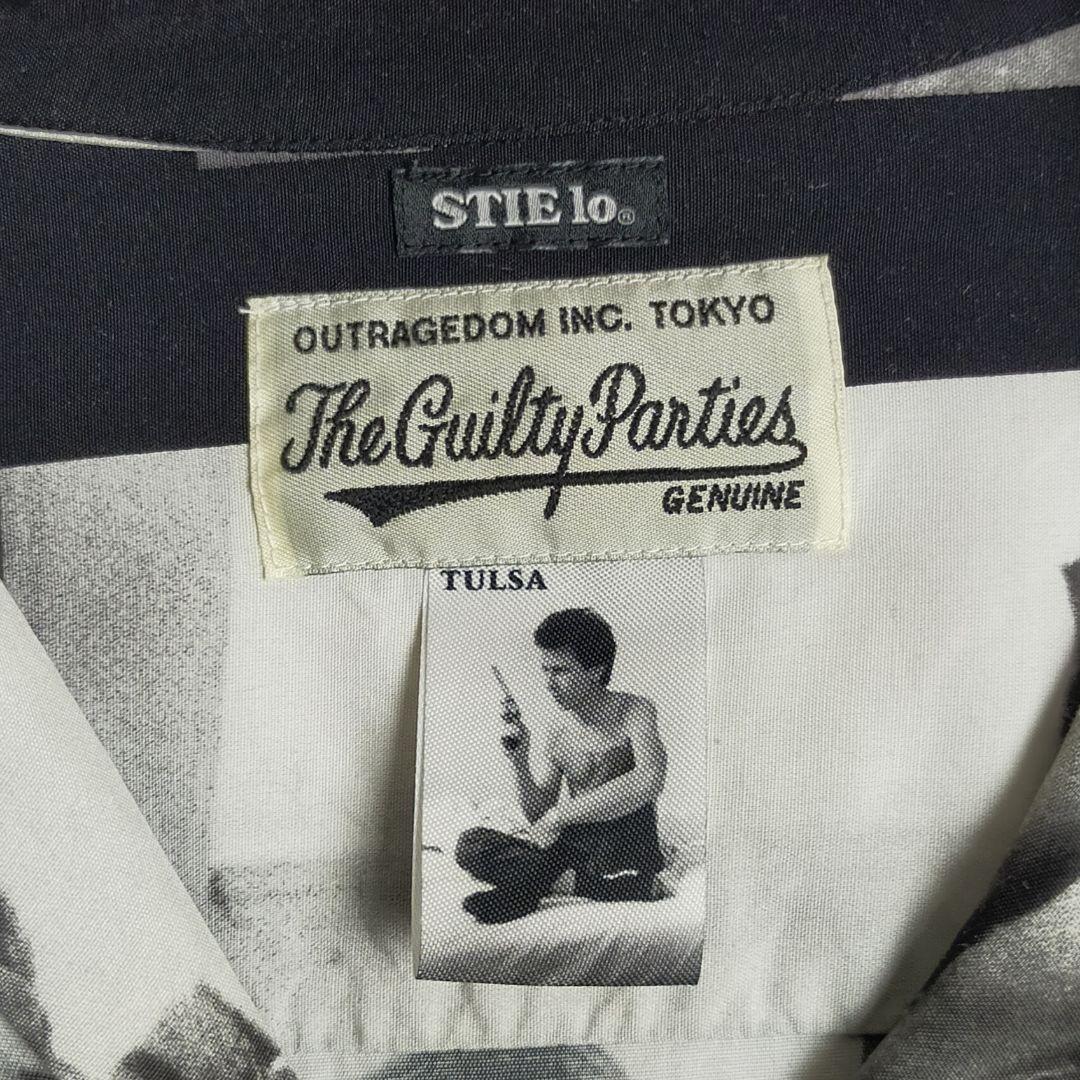 STIE lo®
OUTRAGEDOM INC. TOKYO
The Guilty Parties
GENUINE
TULSA